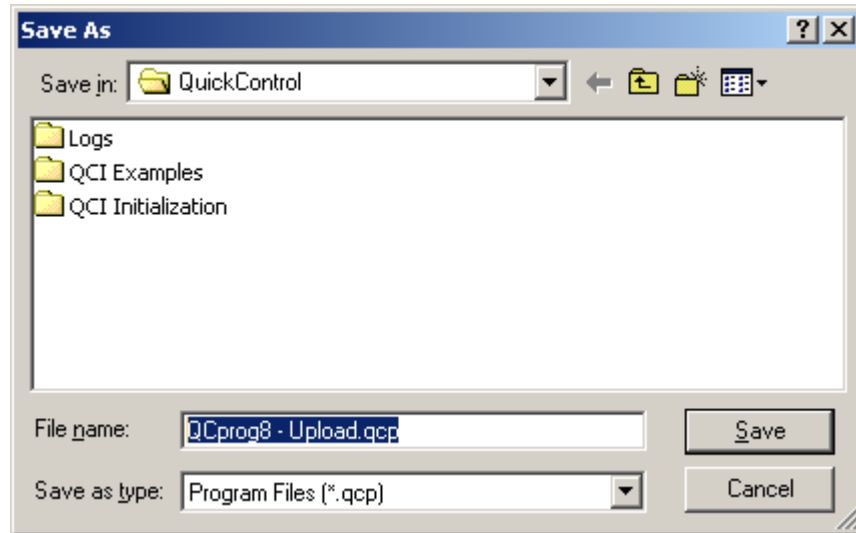 Save As
Save in: QuickControl
Logs
QCI Examples
QCI Initialization
File name: QCprog8 - Upload.qcp Save
Save as type: Program Files (*.qcp) Cancel